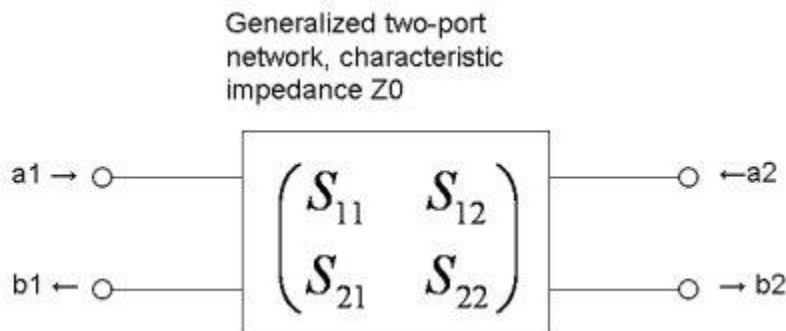 Generalized two-port
network, characteristic
impedance Z0
a1 → S11 S12 ←a2
b1 ← S21 S22 → b2